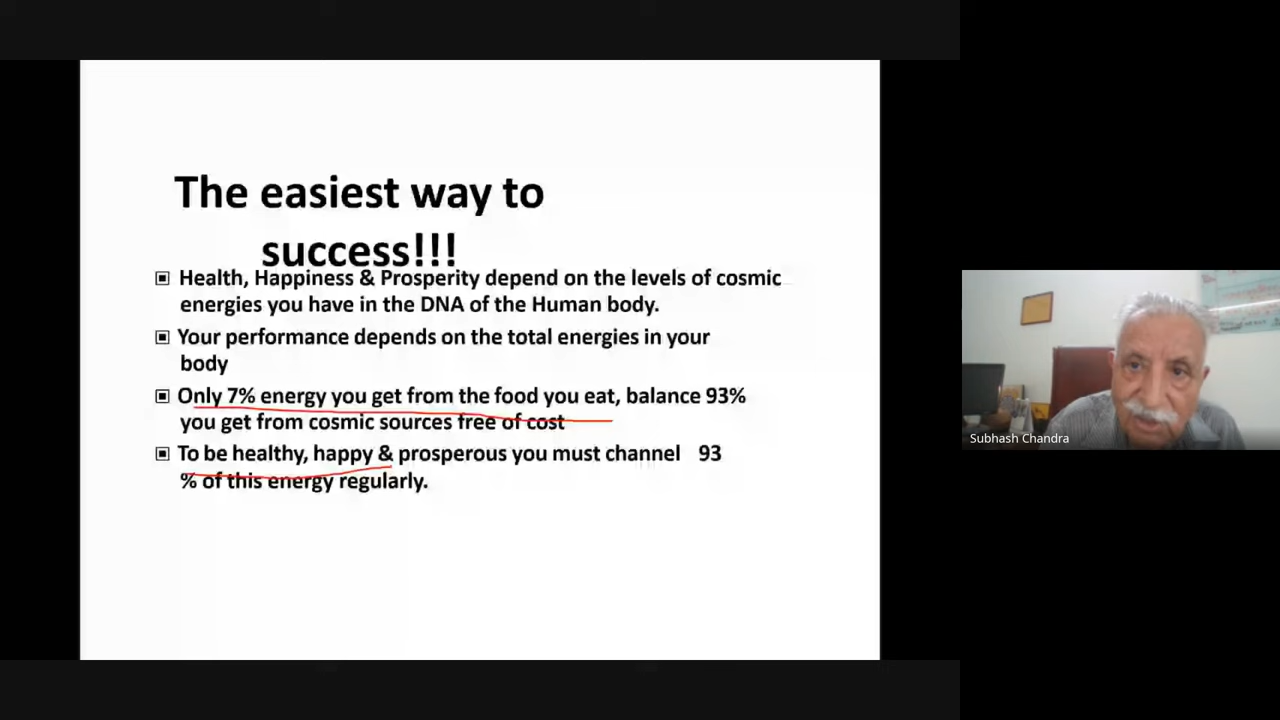 The easiest way to
success!!!
Health, Happiness & Prosperity depend on the levels of cosmic
energies you have in the DNA of the Human body.
Your performance depends on the total energies in your
body
Only 7% energy you get from the food you eat, balance 93%
you get from cosmic sources free of cost
To be healthy, happy & prosperous you must channel 93
% of this energy regularly.
Subhash Chandra